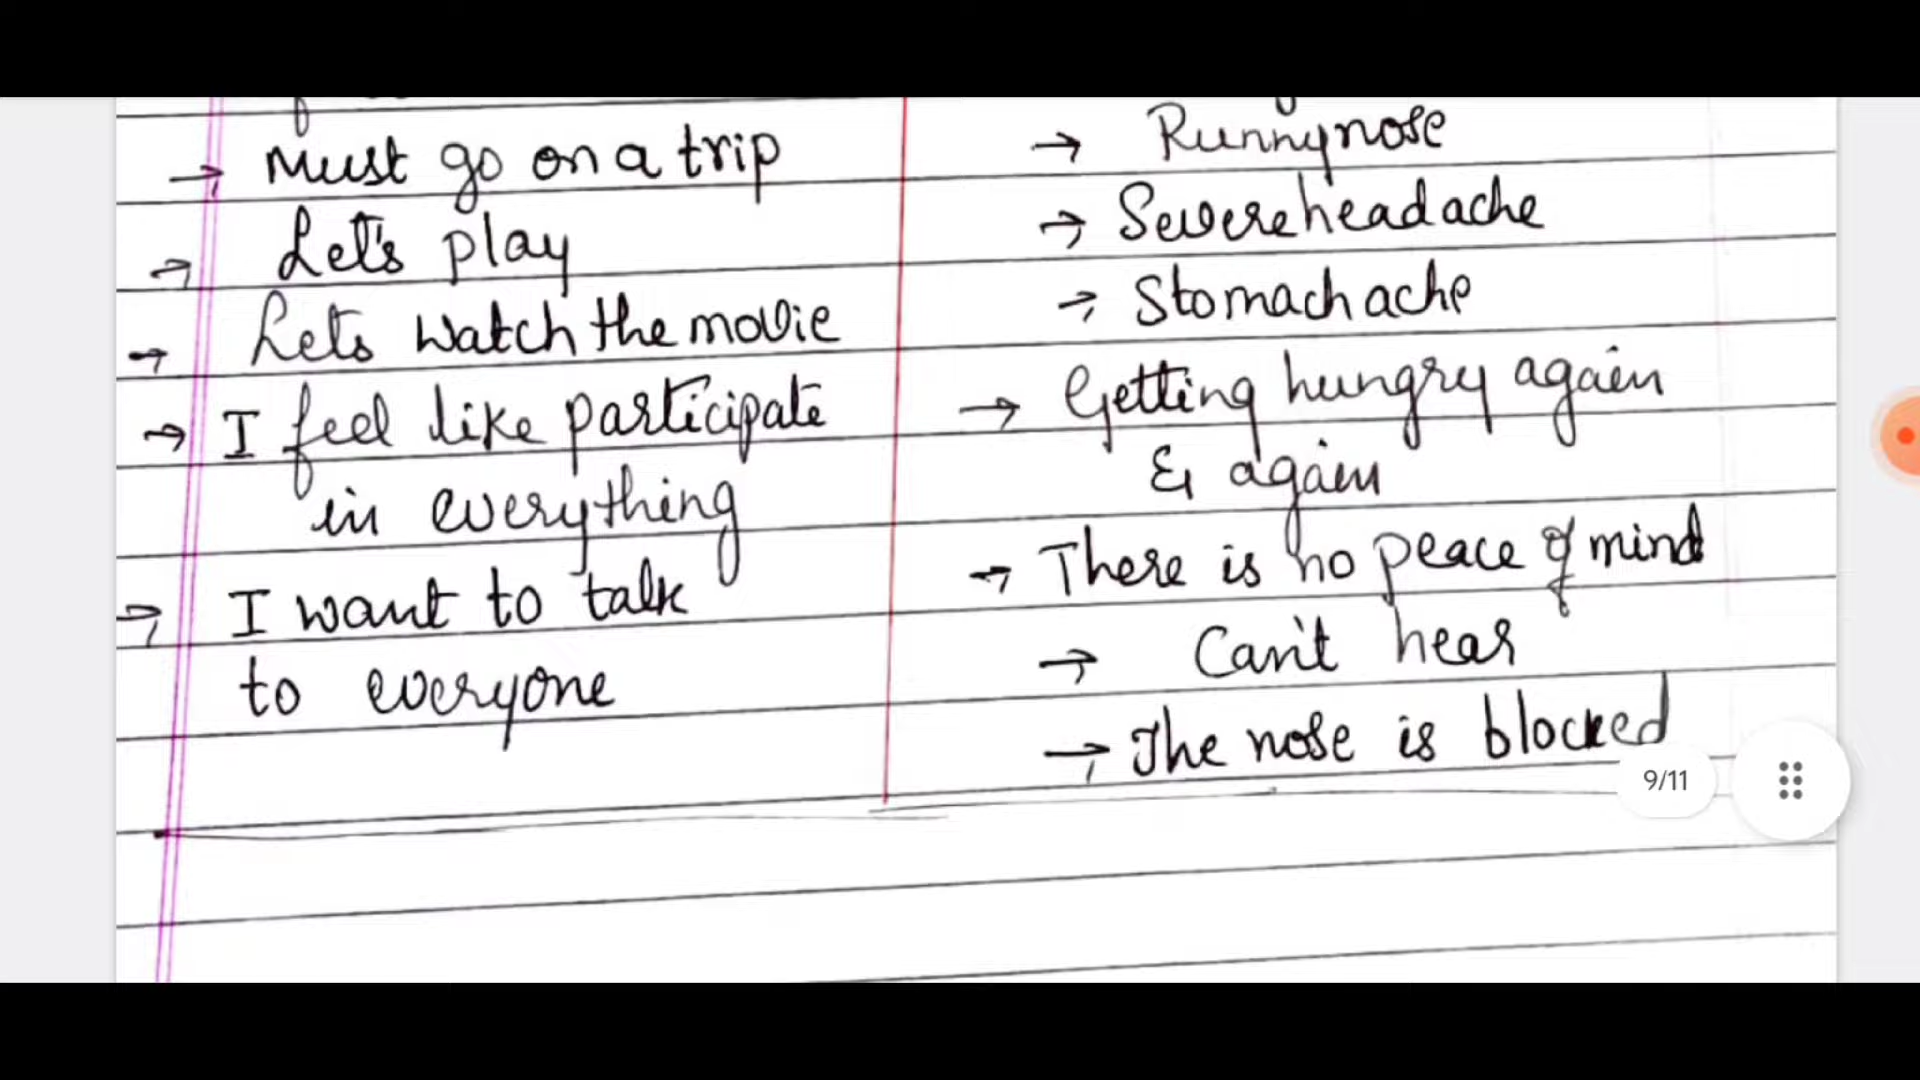 → Must go on a trip
→ Let's play
→ Lets watch the movie
→ I feel like participate
in everything
→ I want to talk
to everyone
→ Runny nose
→ Severe headache
→ Stomach ache
→ Getting hungry again
& again
→ There is no peace of mind
→ Can't hear
→ The nose is blocked
9/11